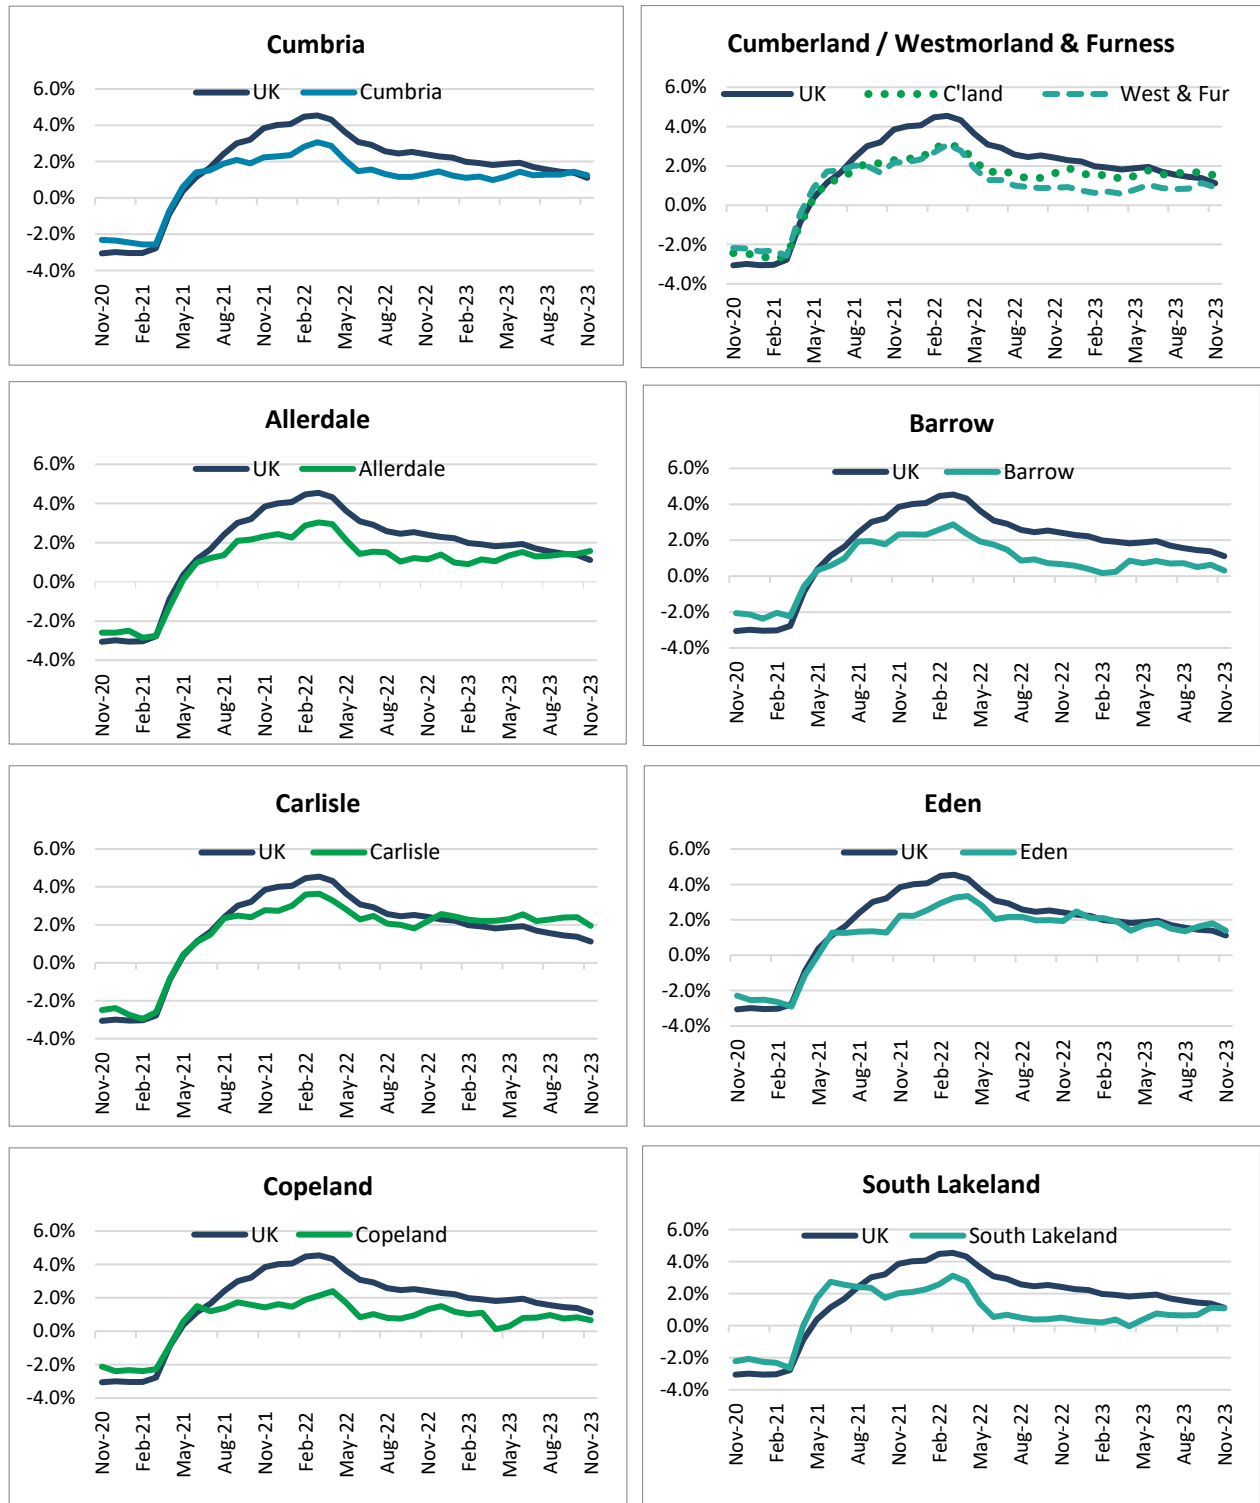 Cumbria
UK Cumbria
6.0%
4.0%
2.0%
0.0%
-2.0%
-4.0%
Nov-20 Feb-21 May-21 Aug-21 Nov-21 Feb-22 May-22 Aug-22 Nov-22 Feb-23 May-23 Aug-23 Nov-23
Cumberland / Westmorland & Furness
UK C'land West & Fur
6.0%
4.0%
2.0%
0.0%
-2.0%
-4.0%
Nov-20 Feb-21 May-21 Aug-21 Nov-21 Feb-22 May-22 Aug-22 Nov-22 Feb-23 May-23 Aug-23 Nov-23
Allerdale
UK Allerdale
6.0%
4.0%
2.0%
0.0%
-2.0%
-4.0%
Nov-20 Feb-21 May-21 Aug-21 Nov-21 Feb-22 May-22 Aug-22 Nov-22 Feb-23 May-23 Aug-23 Nov-23
Barrow
UK Barrow
6.0%
4.0%
2.0%
0.0%
-2.0%
-4.0%
Nov-20 Feb-21 May-21 Aug-21 Nov-21 Feb-22 May-22 Aug-22 Nov-22 Feb-23 May-23 Aug-23 Nov-23
Carlisle
UK Carlisle
6.0%
4.0%
2.0%
0.0%
-2.0%
-4.0%
Nov-20 Feb-21 May-21 Aug-21 Nov-21 Feb-22 May-22 Aug-22 Nov-22 Feb-23 May-23 Aug-23 Nov-23
Eden
UK Eden
6.0%
4.0%
2.0%
0.0%
-2.0%
-4.0%
Nov-20 Feb-21 May-21 Aug-21 Nov-21 Feb-22 May-22 Aug-22 Nov-22 Feb-23 May-23 Aug-23 Nov-23
Copeland
UK Copeland
6.0%
4.0%
2.0%
0.0%
-2.0%
-4.0%
Nov-20 Feb-21 May-21 Aug-21 Nov-21 Feb-22 May-22 Aug-22 Nov-22 Feb-23 May-23 Aug-23 Nov-23
South Lakeland
UK South Lakeland
6.0%
4.0%
2.0%
0.0%
-2.0%
-4.0%
Nov-20 Feb-21 May-21 Aug-21 Nov-21 Feb-22 May-22 Aug-22 Nov-22 Feb-23 May-23 Aug-23 Nov-23